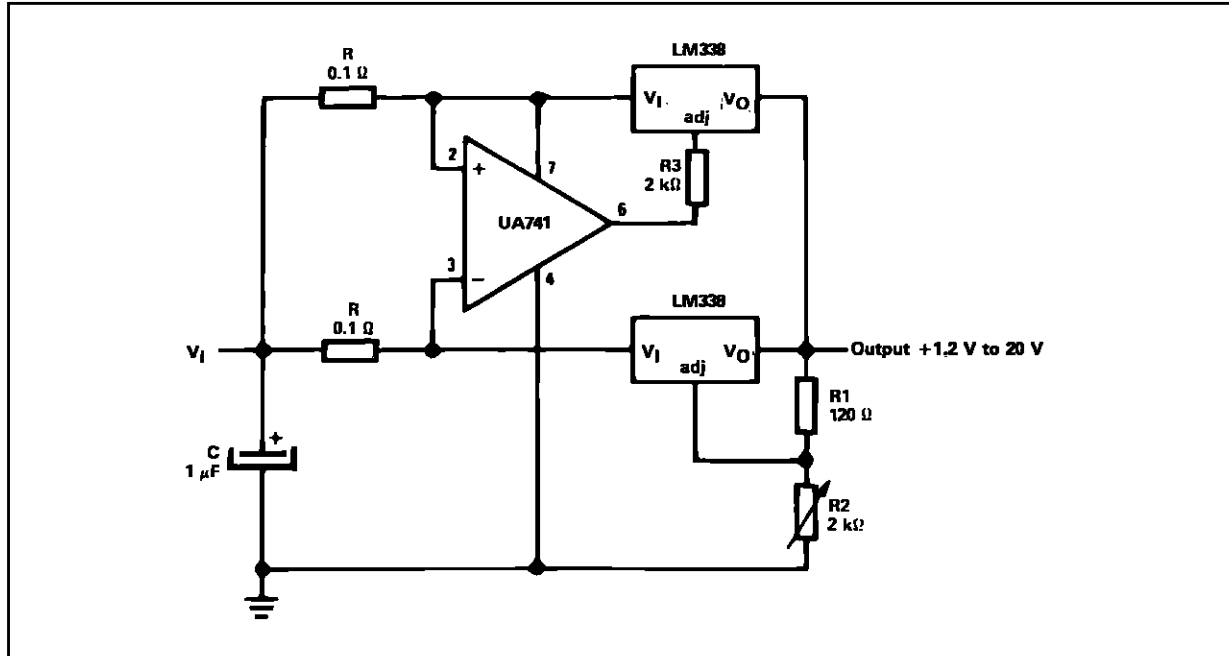 R
0.1 Ω
LM338
VI
VO
adj
2
+
7
R3
2 kΩ
UA741
6
3
−
4
R
0.1 Ω
LM338
VI
VI
VO
adj
Output +1.2 V to 20 V
R1
120 Ω
C
+
1 μF
R2
2 kΩ